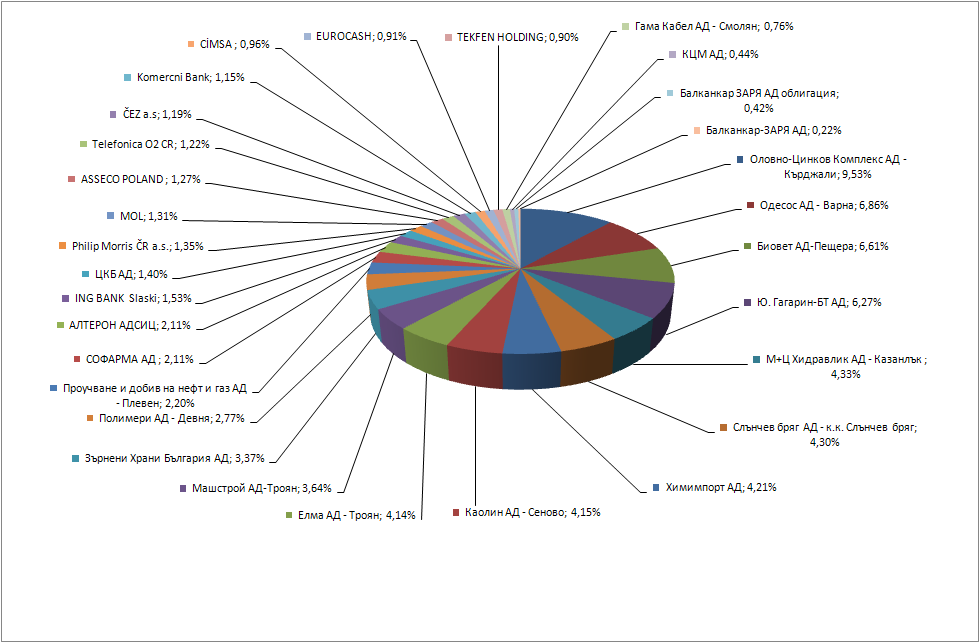 Гама Кабел АД - Смолян; 0,76%
EUROCASH; 0,91%
TEKFEN HOLDING; 0,90%
CİMSA ; 0,96%
КЦМ АД; 0,44%
Komercni Bank; 1,15%
Балканкар ЗАРЯ АД облигация;
0,42%
ČEZ a.s; 1,19%
Балканкар-ЗАРЯ АД; 0,22%
Telefonica O2 CR; 1,22%
Оловно-Цинков Комплекс АД -
Кърджали; 9,53%
ASSECO POLAND ; 1,27%
Одесос АД - Варна; 6,86%
MOL; 1,31%
Philip Morris ČR a.s.; 1,35%
Биовет АД-Пещера; 6,61%
ЦКБ АД; 1,40%
ING BANK Slaski; 1,53%
Ю. Гагарин-БТ АД; 6,27%
АЛТЕРОН АДСИЦ; 2,11%
СОФАРМА АД ; 2,11%
М+Ц Хидравлик АД - Казанлък ;
4,33%
Проучване и добив на нефт и газ АД
- Плевен; 2,20%
Полимери АД - Девня; 2,77%
Слънчев бряг АД - к.к. Слънчев бряг;
4,30%
Зърнени Храни България АД; 3,37%
Машстрой АД-Троян; 3,64%
Химимпорт АД; 4,21%
Елма АД - Троян; 4,14%
Каолин АД - Сеново; 4,15%